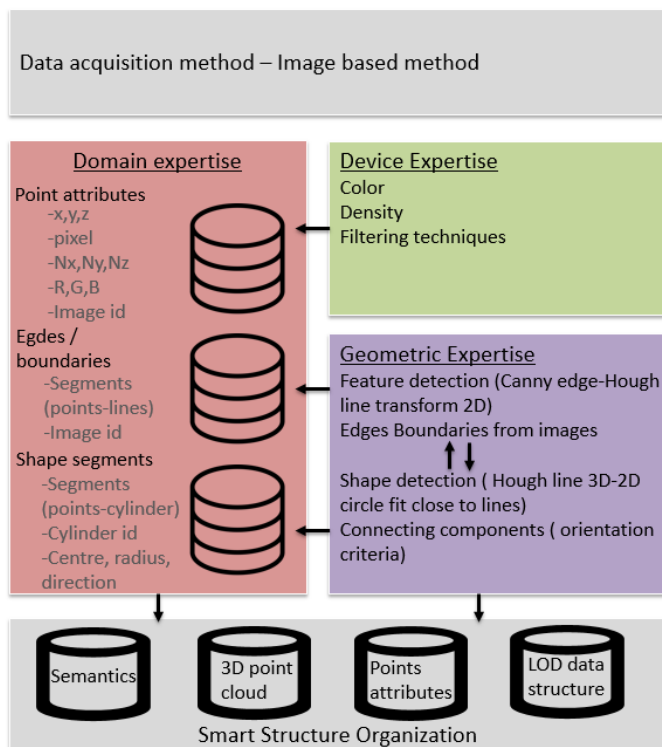 Data acquisition method – Image based method
Domain expertise
Point attributes
-x,y,z
-pixel
-Nx,Ny,Nz
-R,G,B
-Image id
Egdes /
boundaries
-Segments
(points-lines)
-Image id
Shape segments
-Segments
(points-cylinder)
-Cylinder id
-Centre, radius,
direction
Device Expertise
Color
Density
Filtering techniques
Geometric Expertise
Feature detection (Canny edge-Hough
line transform 2D)
Edges Boundaries from images
Shape detection ( Hough line 3D-2D
circle fit close to lines)
Connecting components ( orientation
criteria)
Semantics
3D point
cloud
Points
attributes
LOD data
structure
Smart Structure Organization